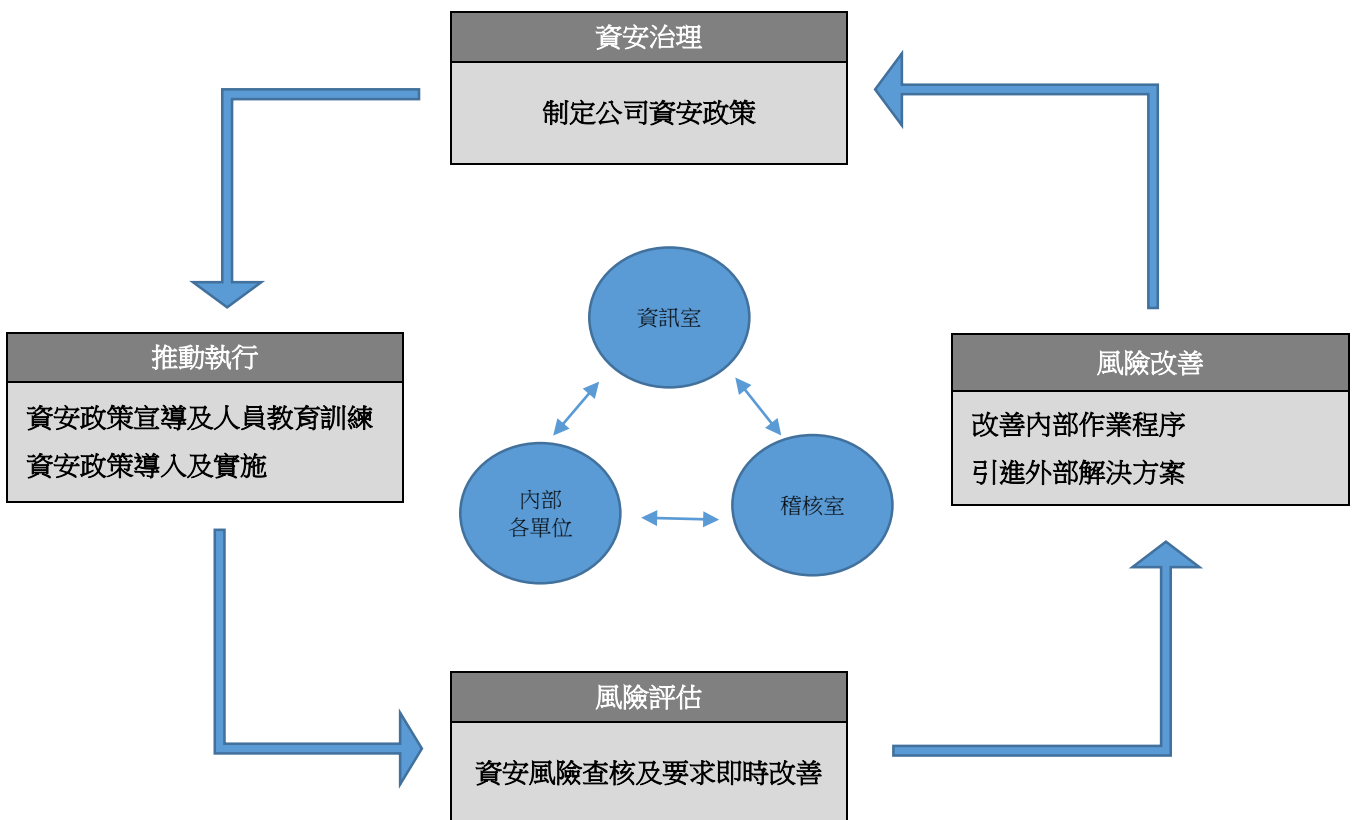 資安治理
制定公司資安政策
推動執行
資安政策宣導及人員教育訓練
資安政策導入及實施
資訊室
內部
各單位
稽核室
風險改善
改善內部作業程序
引進外部解決方案
風險評估
資安風險查核及要求即時改善